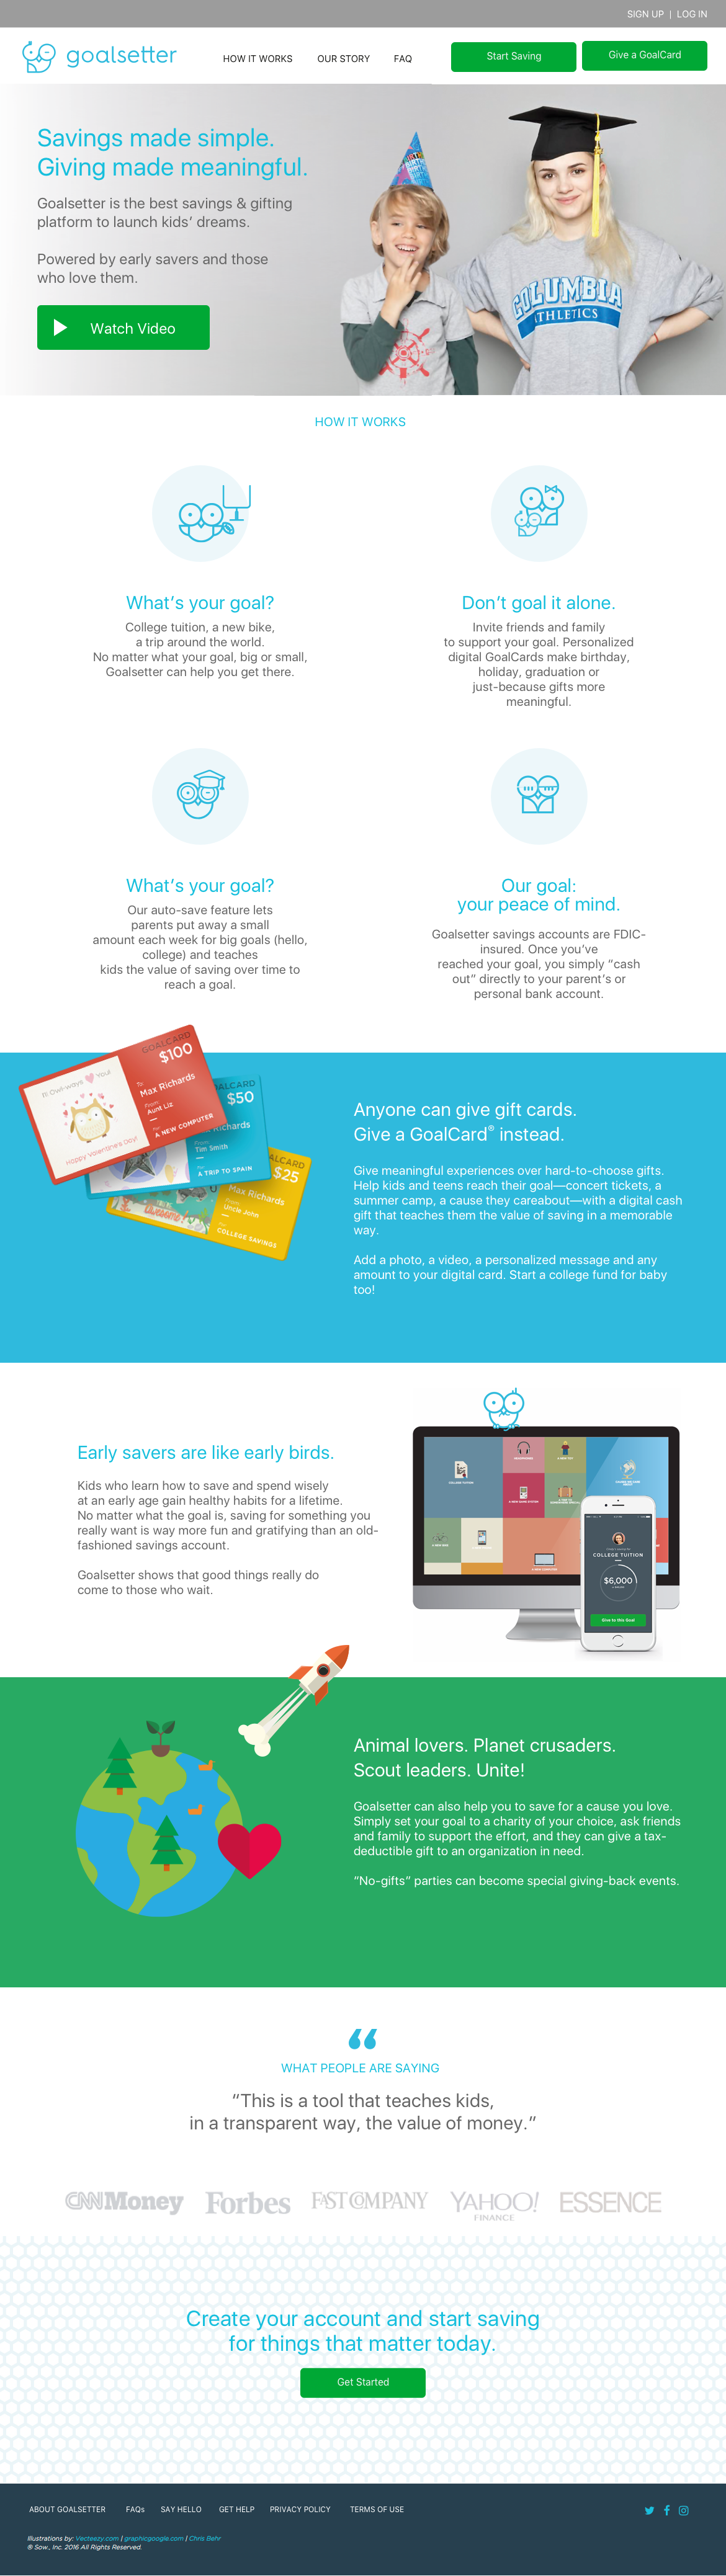 SIGN UP | LOG IN
goalsetter
HOW IT WORKS OUR STORY FAQ
Start Saving
Give a GoalCard
Savings made simple.
Giving made meaningful.
Goalsetter is the best savings & gifting
platform to launch kids' dreams.
Powered by early savers and those
who love them.
Watch Video
COLUMBIA
ATHLETICS
HOW IT WORKS
What's your goal?
College tuition, a new bike,
a trip around the world.
No matter what your goal, big or small,
Goalsetter can help you get there.
Don't goal it alone.
Invite friends and family
to support your goal. Personalized
digital GoalCards make birthday,
holiday, graduation or
just-because gifts more
meaningful.
What's your goal?
Our auto-save feature lets
parents put away a small
amount each week for big goals (hello,
college) and teaches
kids the value of saving over time to
reach a goal.
Our goal:
your peace of mind.
Goalsetter savings accounts are FDIC-
insured. Once you've
reached your goal, you simply "cash
out" directly to your parent's or
personal bank account.
GOALCARD
$100
Ei Owl-ways You!
To:
Max Richards
From:
Aunt Liz
For:
A NEW COMPUTER
Happy Valentine's Day!
OALCARD
$50
ichards
Tim Smith
A TRIP TO SPAIN
ALCARD
$25
Max Richards
Uncle John
COLLEGE SAVINGS
Awesome
Anyone can give gift cards.
Give a GoalCard® instead.
Give meaningful experiences over hard-to-choose gifts.
Help kids and teens reach their goal—concert tickets, a
summer camp, a cause they careabout—with a digital cash
gift that teaches them the value of saving in a memorable
way.
Add a photo, a video, a personalized message and any
amount to your digital card. Start a college fund for baby
too!
Early savers are like early birds.
Kids who learn how to save and spend wisely
at an early age gain healthy habits for a lifetime.
No matter what the goal is, saving for something you
really want is way more fun and gratifying than an old-
fashioned savings account.
Goalsetter shows that good things really do
come to those who wait.
COLLEGE TUITION
HEADPHONES
A NEW TOY
A NEW GAME SYSTEM
A NEW BIKE
A NEW COMPUTER
COLLEGE TUITION
$6,000
Give to this Goal
Animal lovers. Planet crusaders.
Scout leaders. Unite!
Goalsetter can also help you to save for a cause you love.
Simply set your goal to a charity of your choice, ask friends
and family to support the effort, and they can give a tax-
deductible gift to an organization in need.
"No-gifts" parties can become special giving-back events.
WHAT PEOPLE ARE SAYING
"This is a tool that teaches kids,
in a transparent way, the value of money."
CNNMoney Forbes FAST COMPANY YAHOO! FINANCE ESSENCE
Create your account and start saving
for things that matter today.
Get Started
ABOUT GOALSETTER FAQs SAY HELLO GET HELP PRIVACY POLICY TERMS OF USE
Illustrations by: Vecteezy.com | graphicgoogle.com | Chris Behr
® Sow., Inc. 2016 All Rights Reserved.